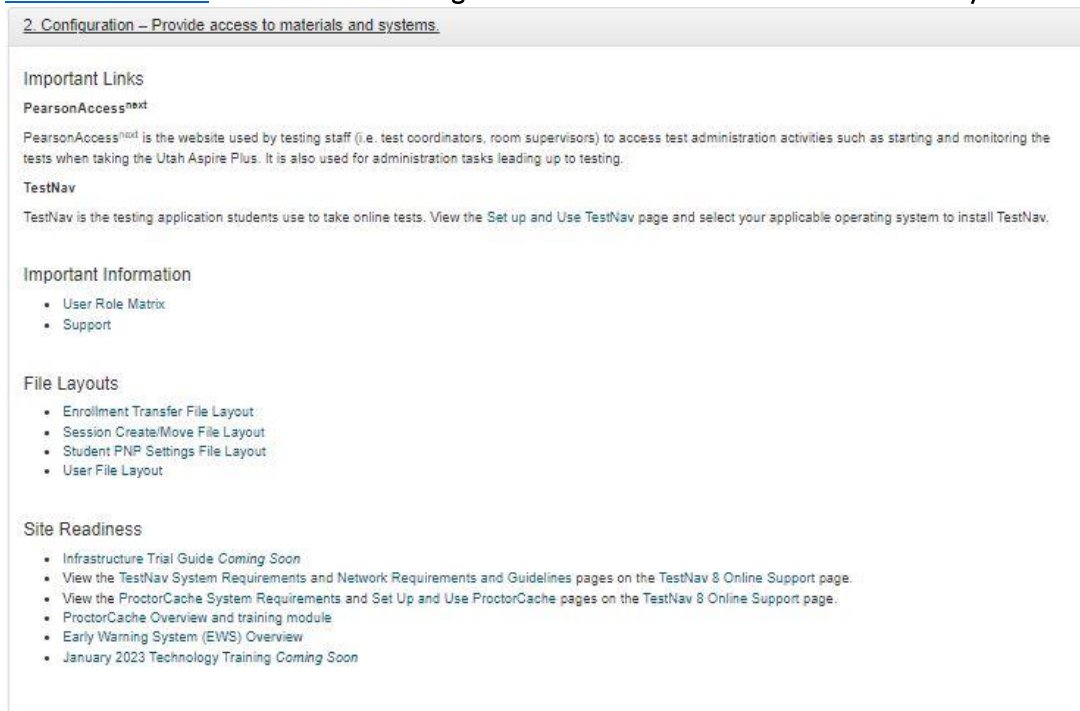 2. Configuration – Provide access to materials and systems.
Important Links
PearsonAccessnext
PearsonAccessnext is the website used by testing staff (i.e. test coordinators, room supervisors) to access test administration activities such as starting and monitoring the
tests when taking the Utah Aspire Plus. It is also used for administration tasks leading up to testing.
TestNav
TestNav is the testing application students use to take online tests. View the Set up and Use TestNav page and select your applicable operating system to install TestNav.
Important Information
• User Role Matrix
• Support
File Layouts
• Enrollment Transfer File Layout
• Session Create/Move File Layout
• Student PNP Settings File Layout
• User File Layout
Site Readiness
• Infrastructure Trial Guide Coming Soon
• View the TestNav System Requirements and Network Requirements and Guidelines pages on the TestNav 8 Online Support page.
• View the ProctorCache System Requirements and Set Up and Use ProctorCache pages on the TestNav 8 Online Support page.
• ProctorCache Overview and training module
• Early Warning System (EWS) Overview
• January 2023 Technology Training Coming Soon